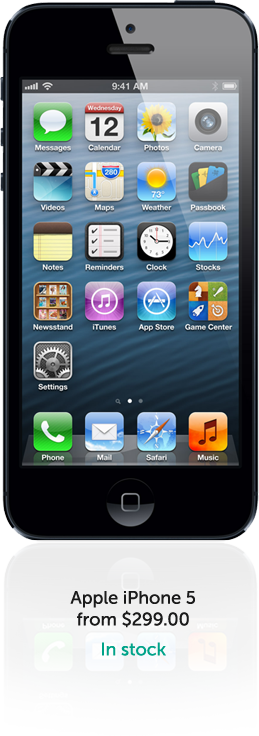 9:41 AM
Messages
Wednesday
12
Calendar
Photos
Camera
Videos
280
Maps
73°
Weather
Passbook
Notes
Reminders
Clock
Stocks
Newsstand
iTunes
App Store
Game Center
Settings
Phone
Mail
Safari
Music
Apple iPhone 5
from $299.00
In stock